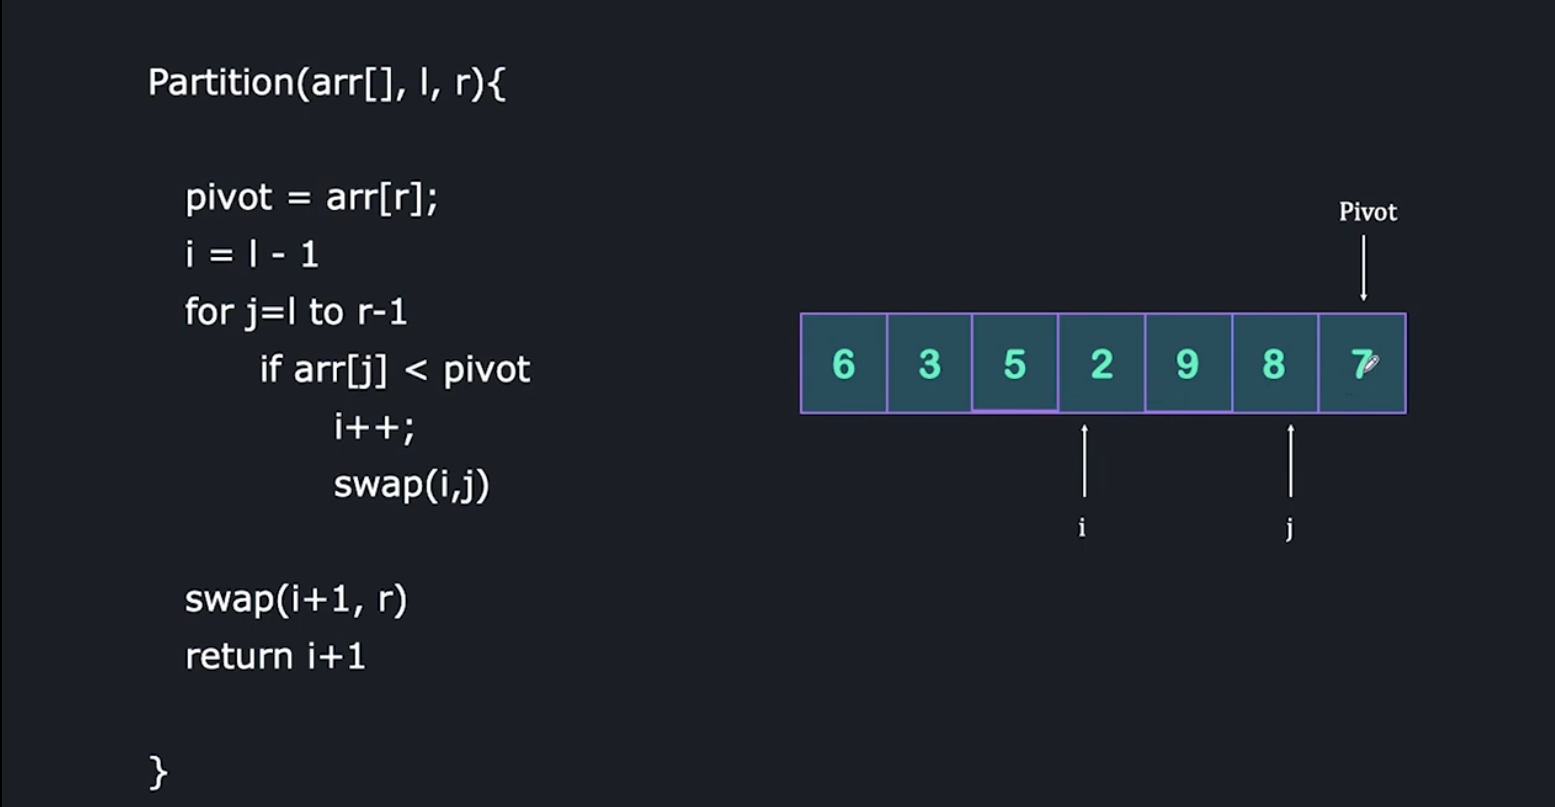 Partition(arr[], l, r){
pivot = arr[r];
i = l - 1
for j=l to r-1
if arr[j] < pivot
i++;
swap(i,j)
swap(i+1, r)
return i+1
}
Pivot
6 3 5 2 9 8 7
i j